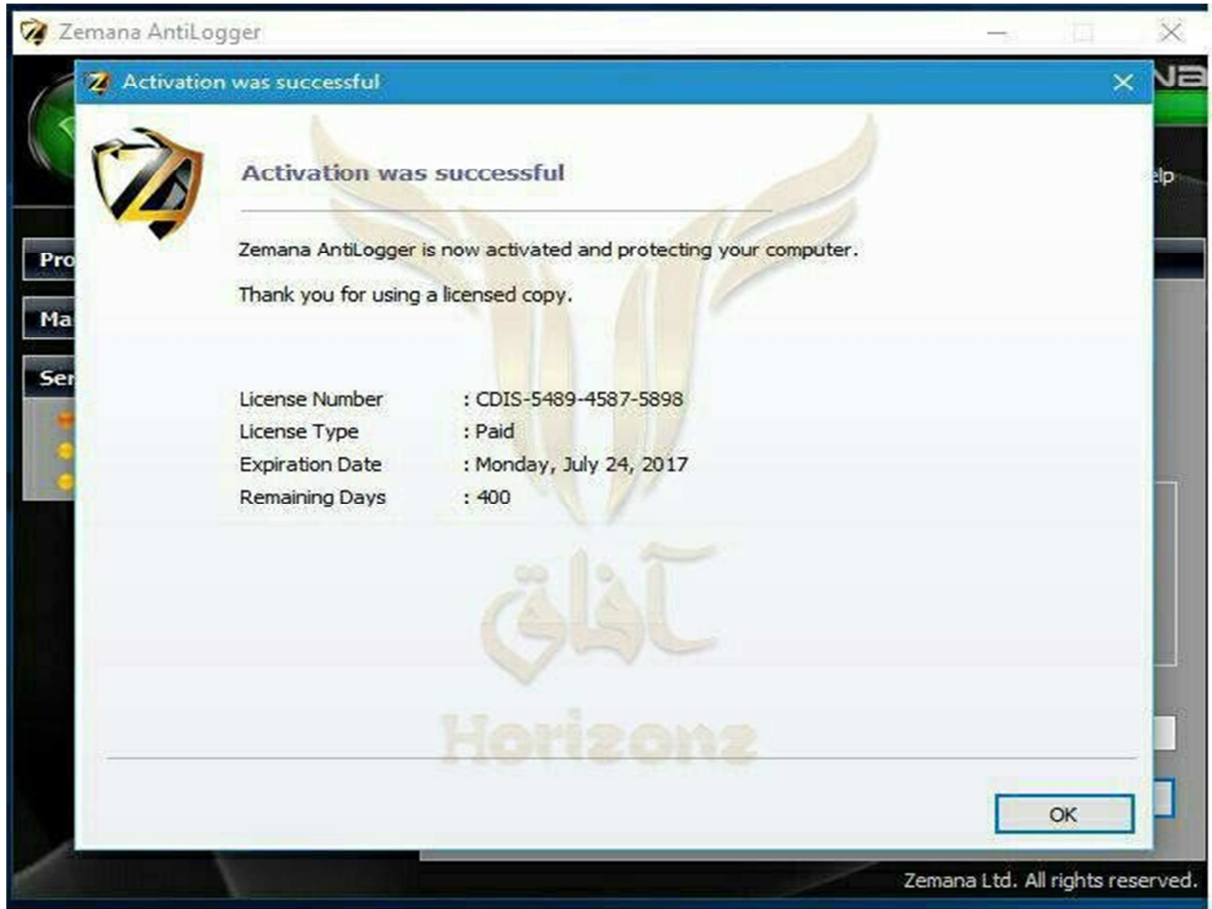 Zemana AntiLogger
Activation was successful
Activation was successful
Zemana AntiLogger is now activated and protecting your computer.
Thank you for using a licensed copy.
License Number : CDIS-5489-4587-5898
License Type : Paid
Expiration Date : Monday, July 24, 2017
Remaining Days : 400
آفاق
Horizons
OK
Zemana Ltd. All rights reserved.